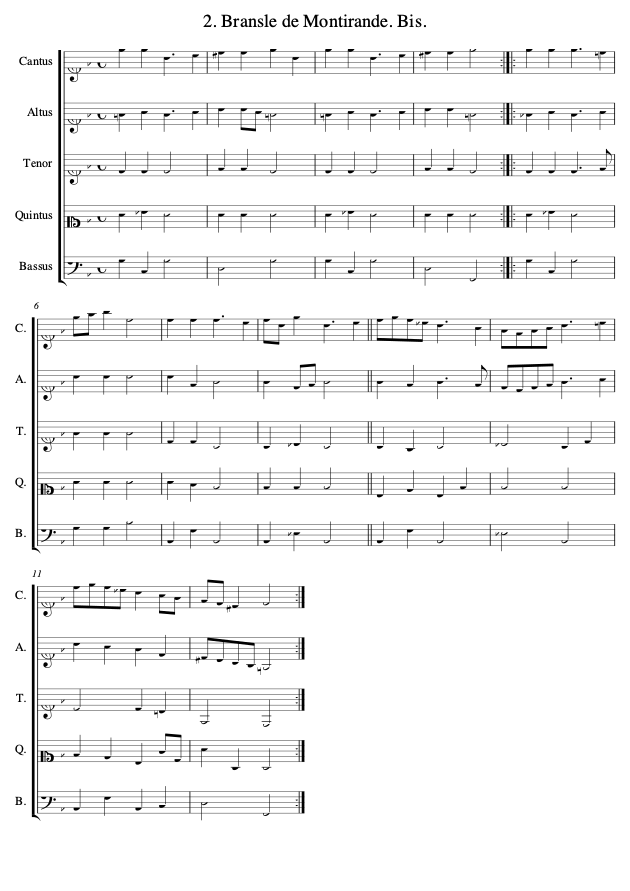 2. Bransle de Montirande. Bis.
Cantus
Altus
Tenor
Quintus
Bassus
6
C.
A.
T.
Q.
B.
11
C.
A.
T.
Q.
B.